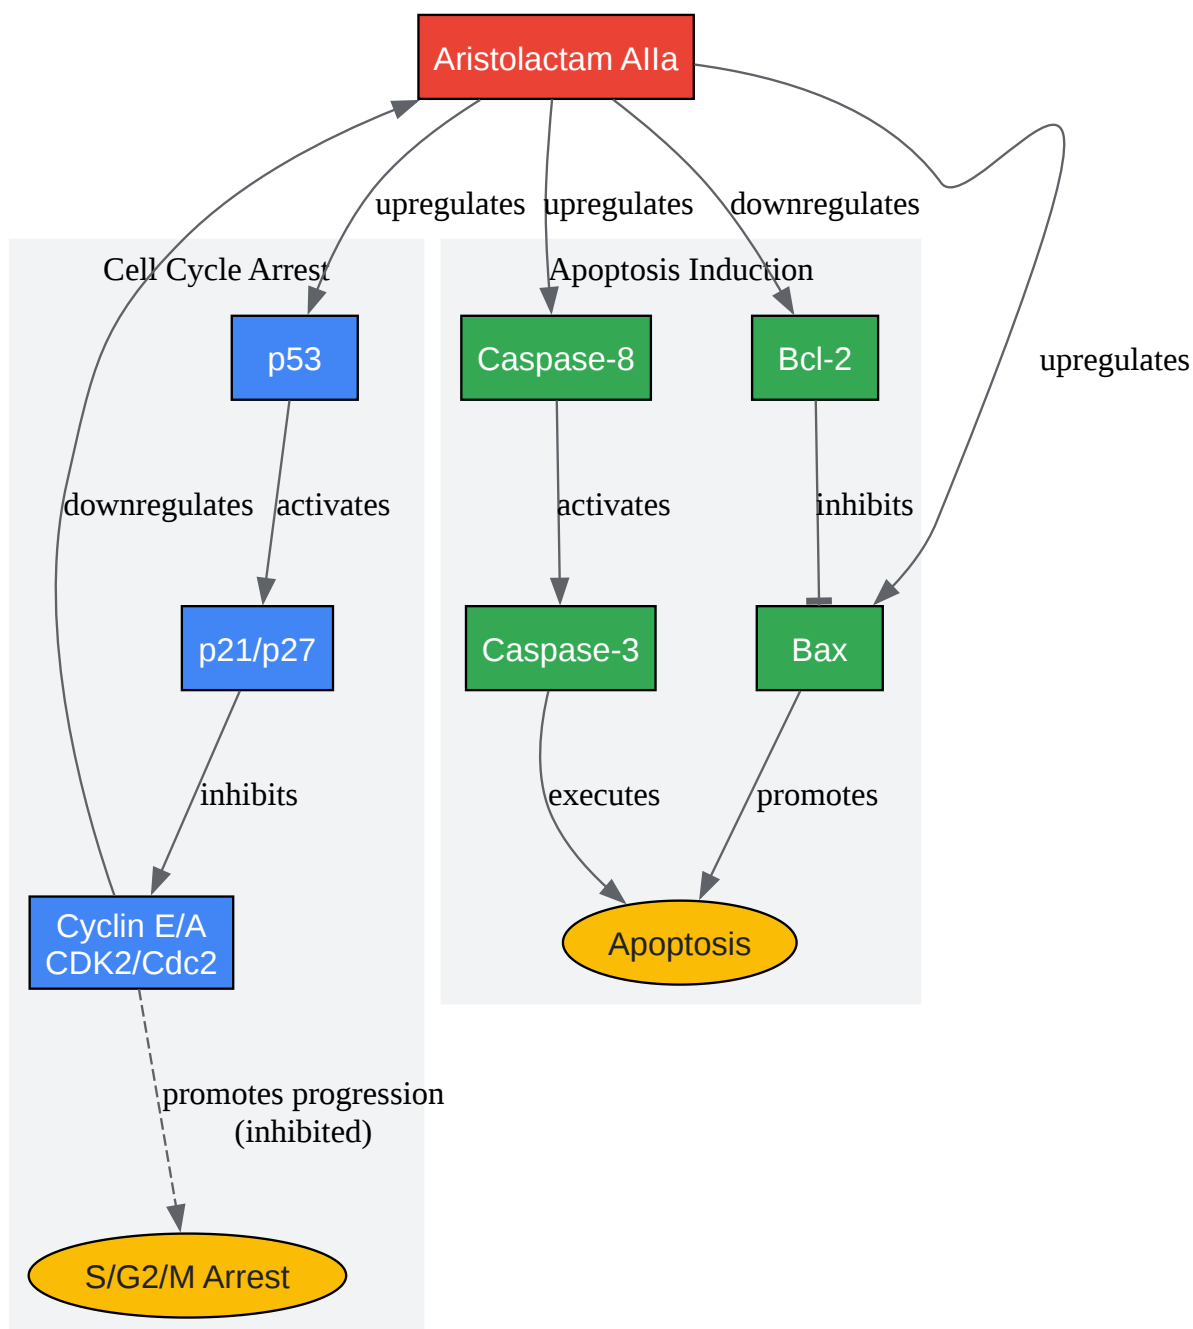 Aristolactam AIIa
upregulates
upregulates
downregulates
Cell Cycle Arrest
Apoptosis Induction
p53
Caspase-8
Bcl-2
upregulates
downregulates
activates
activates
inhibits
p21/p27
Caspase-3
Bax
inhibits
executes
promotes
Cyclin E/A
CDK2/Cdc2
Apoptosis
promotes progression
(inhibited)
S/G2/M Arrest